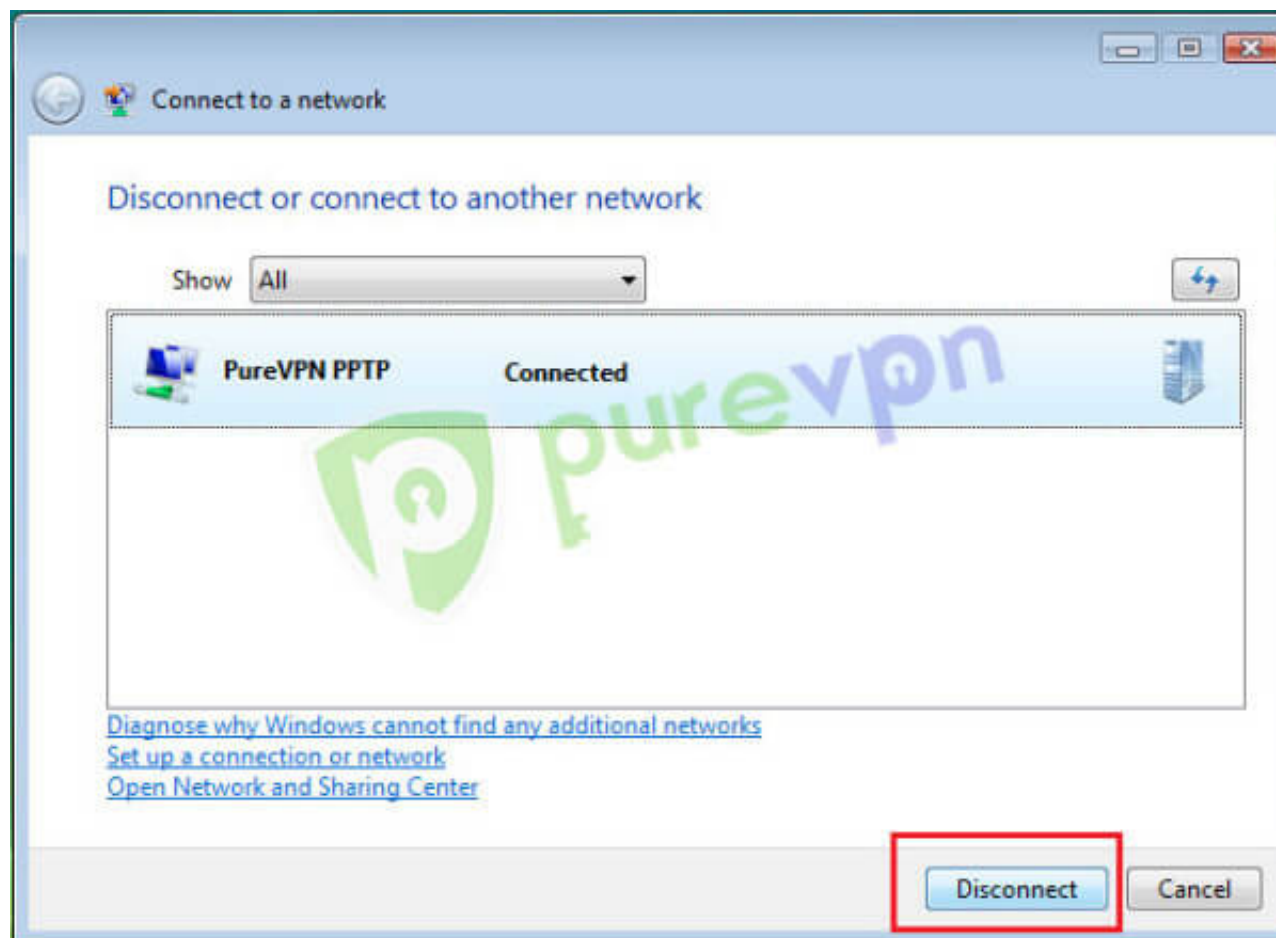 Connect to a network
Disconnect or connect to another network
Show All
PureVPN PPTP Connected
purevpn
Diagnose why Windows cannot find any additional networks
Set up a connection or network
Open Network and Sharing Center
Disconnect Cancel